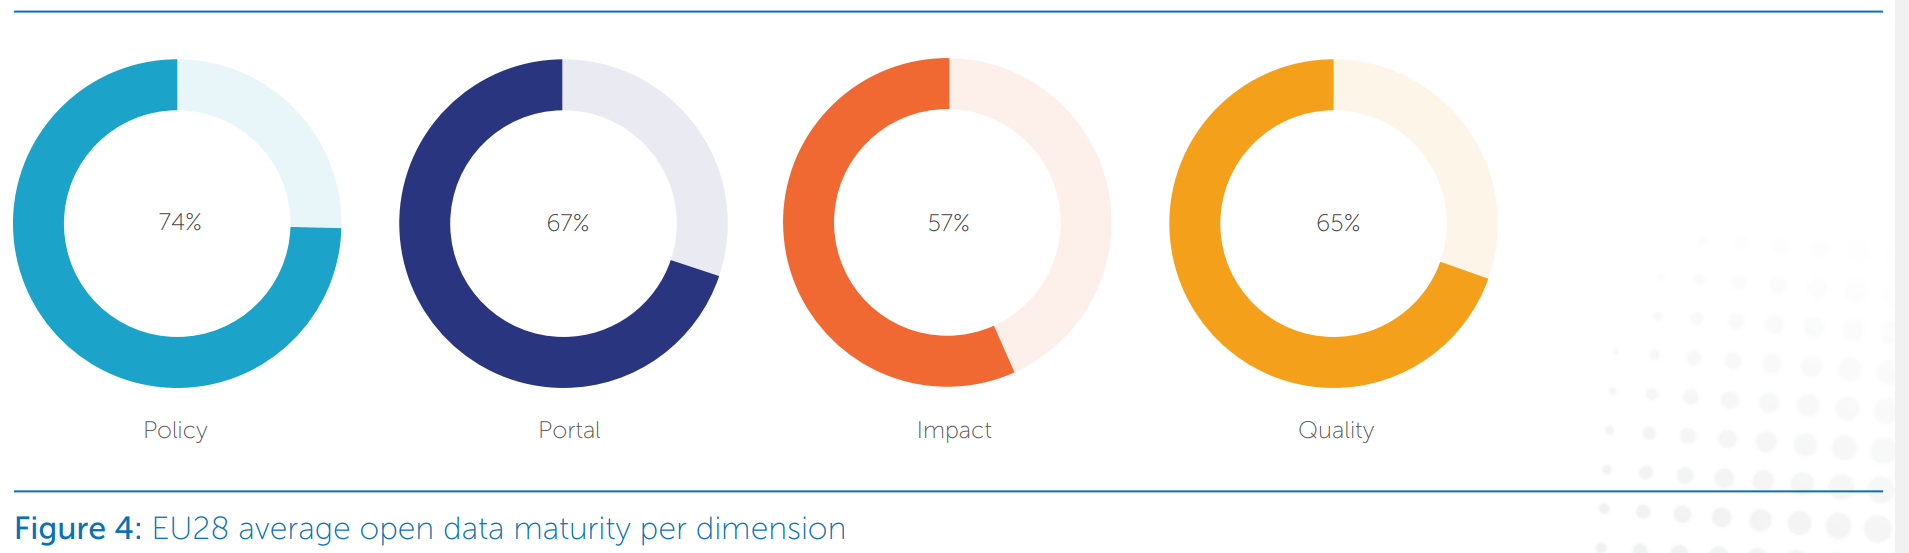 74%
67%
57%
65%
Policy
Portal
Impact
Quality
Figure 4: EU28 average open data maturity per dimension